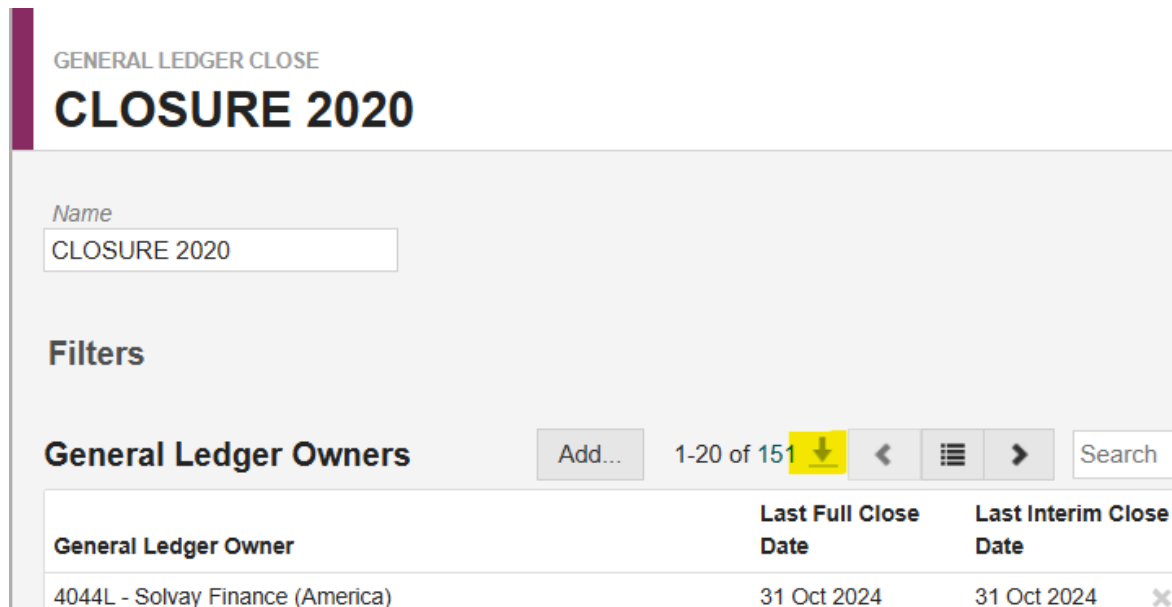 GENERAL LEDGER CLOSE
CLOSURE 2020
Name
CLOSURE 2020
Filters
General Ledger Owners Add... 1-20 of 151 Search
General Ledger Owner Last Full Close Date Last Interim Close Date
4044L - Solvay Finance (America) 31 Oct 2024 31 Oct 2024